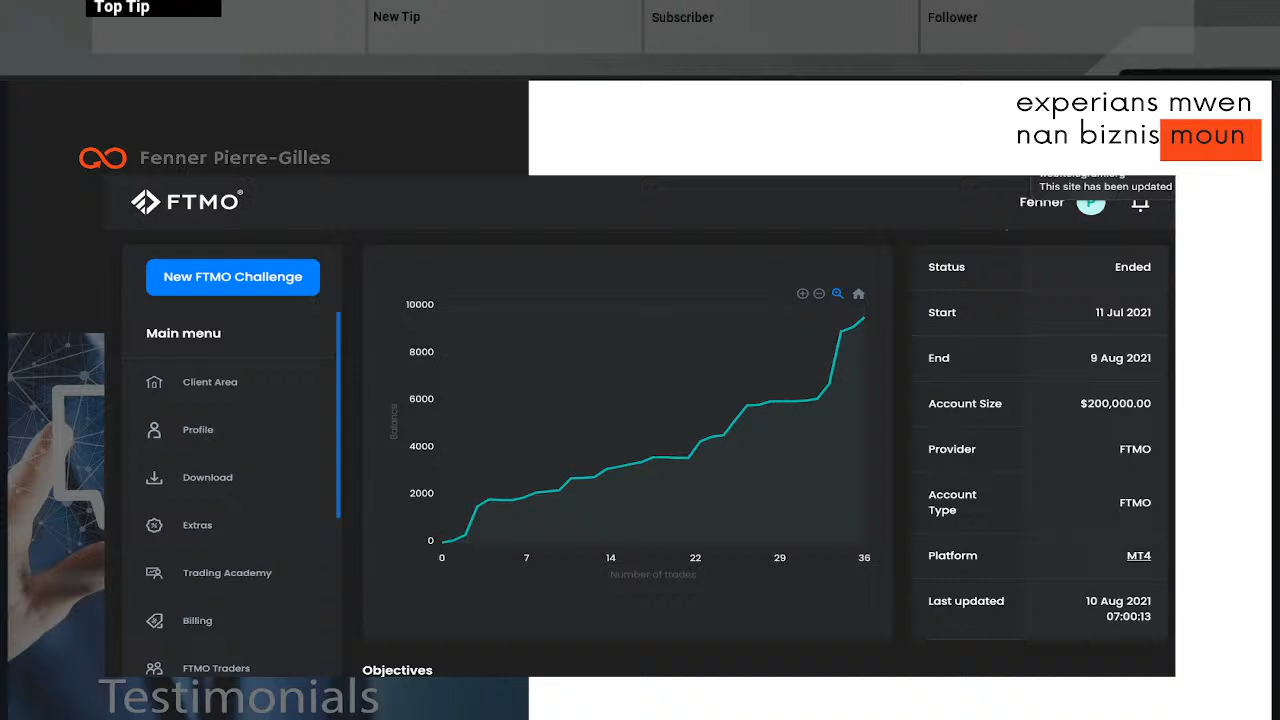 Top Tip
New Tip
Subscriber
Follower
experians mwen
nan biznis moun
Fenner Pierre-Gilles
FTMO®
This site has been updated
Fenner
New FTMO Challenge
Main menu
Client Area
Profile
Download
Extras
Trading Academy
Billing
FTMO Traders
10000
8000
6000
4000
2000
0
Balance
0 7 14 22 29 36
Number of trades
Status Ended
Start 11 Jul 2021
End 9 Aug 2021
Account Size $200,000.00
Provider FTMO
Account
Type FTMO
Platform MT4
Last updated 10 Aug 2021
07:00:13
Objectives
Testimonials